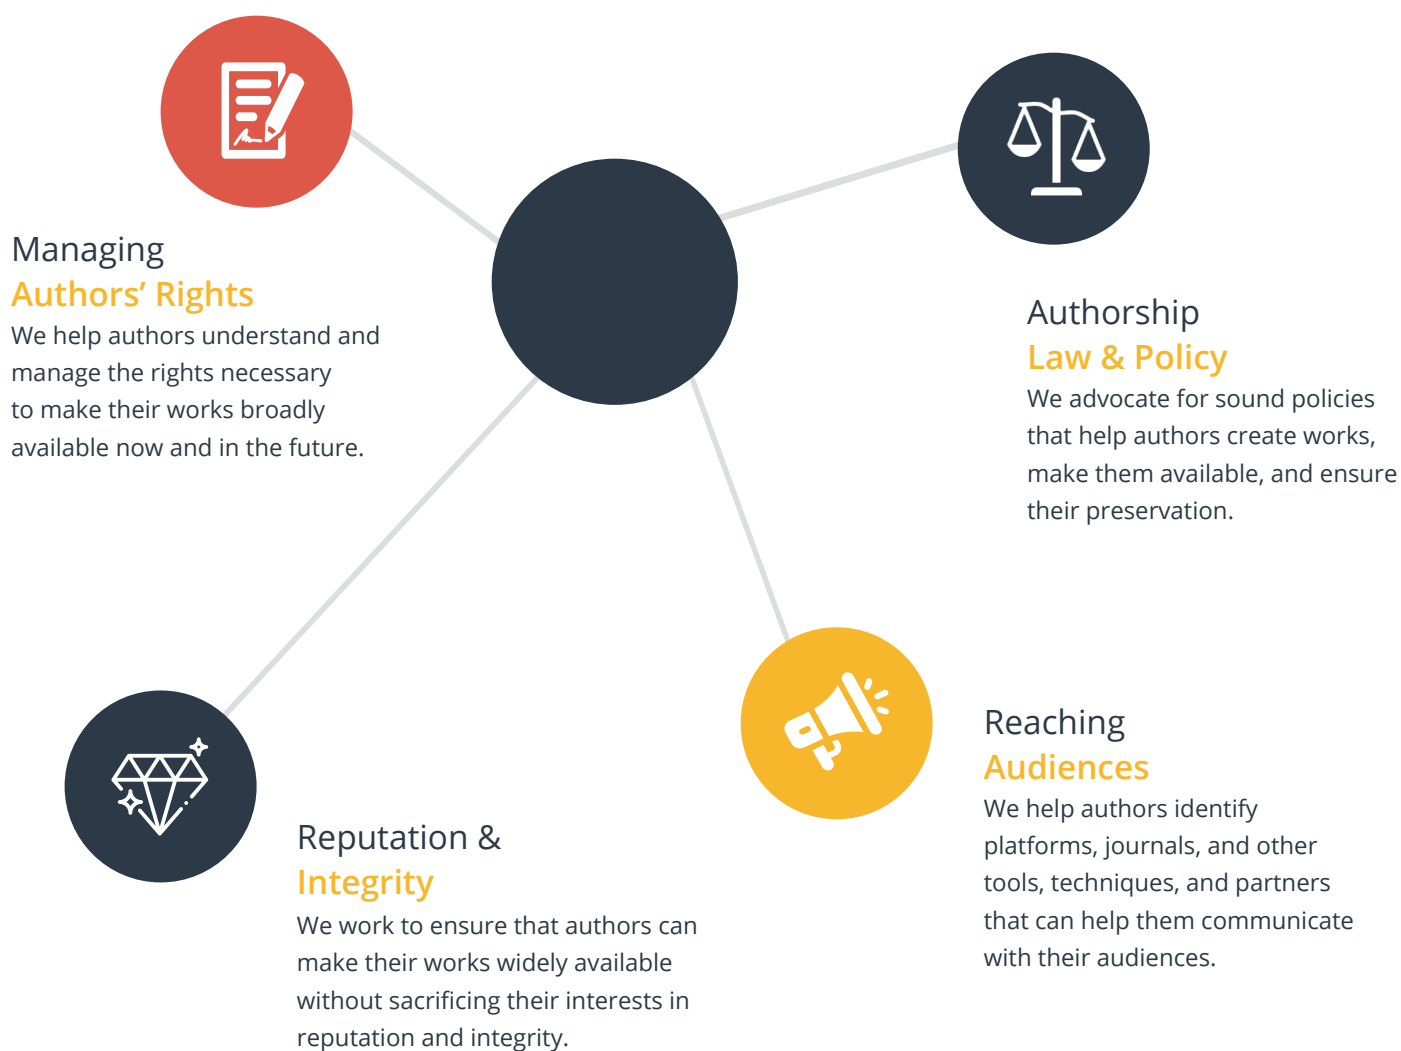 Managing
Authors’ Rights
We help authors understand and
manage the rights necessary
to make their works broadly
available now and in the future.
Authorship
Law & Policy
We advocate for sound policies
that help authors create works,
make them available, and ensure
their preservation.
Reputation &
Integrity
We work to ensure that authors can
make their works widely available
without sacrificing their interests in
reputation and integrity.
Reaching
Audiences
We help authors identify
platforms, journals, and other
tools, techniques, and partners
that can help them communicate
with their audiences.